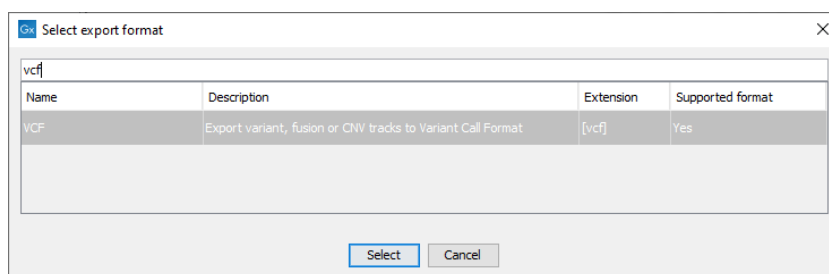 Gx Select export format
vcf
Name Description Extension Supported format
VCF Export variant, fusion or CNV tracks to Variant Call Format [vcf] Yes
Select Cancel